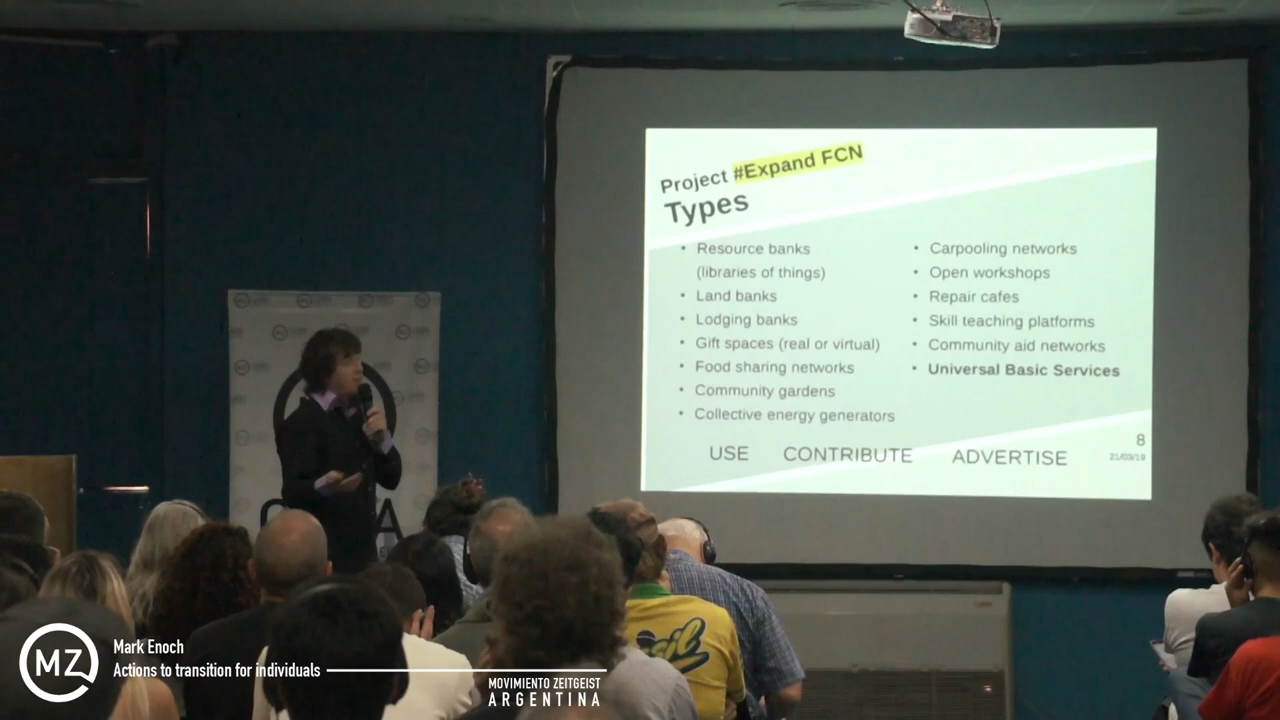 Project #Expand FCN
Types
• Resource banks
(libraries of things)
• Land banks
• Lodging banks
• Gift spaces (real or virtual)
• Food sharing networks
• Community gardens
• Collective energy generators
• Carpooling networks
• Open workshops
• Repair cafes
• Skill teaching platforms
• Community aid networks
• Universal Basic Services
USE CONTRIBUTE ADVERTISE
8
21/03/19
MZ
Mark Enoch
Actions to transition for individuals
MOVIMIENTO ZEITGEIST
ARGENTINA